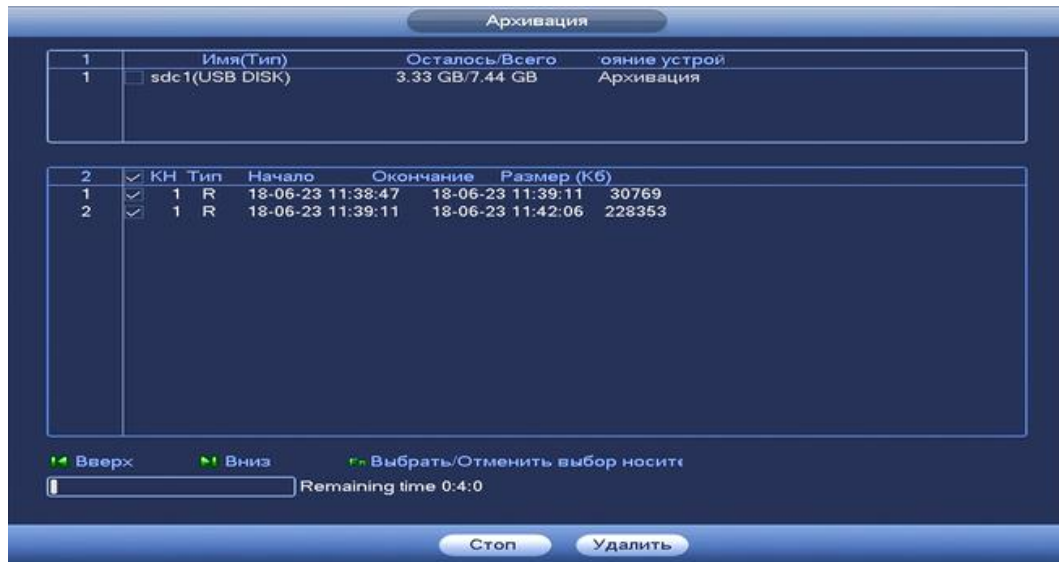 Архивация
1 Имя(Тип) Осталось/Всего ояние устрой
1 sdc1(USB DISK) 3.33 GB/7.44 GB Архивация
2 КН Тип Начало Окончание Размер (Кб)
1 1 R 18-06-23 11:38:47 18-06-23 11:39:11 30769
2 1 R 18-06-23 11:39:11 18-06-23 11:42:06 228353
Вверх Вниз Fn Выбрать/Отменить выбор носите
Remaining time 0:4:0
Стоп Удалить